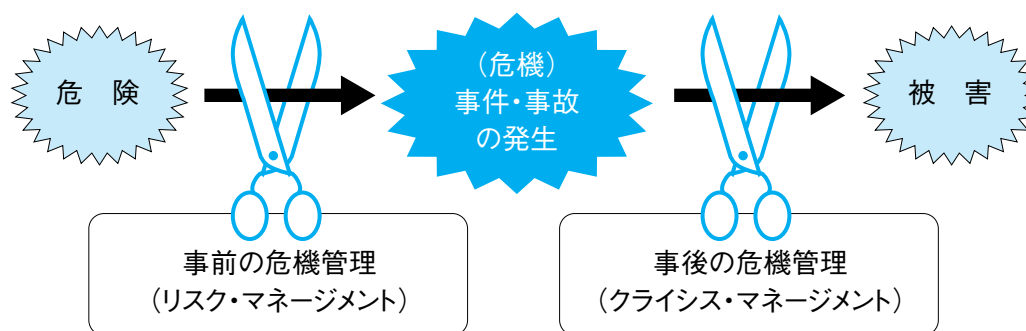 危　険
（危機）
事件・事故
の発生
被　害
事前の危機管理
（リスク・マネージメント）
事後の危機管理
（クライシス・マネージメント）